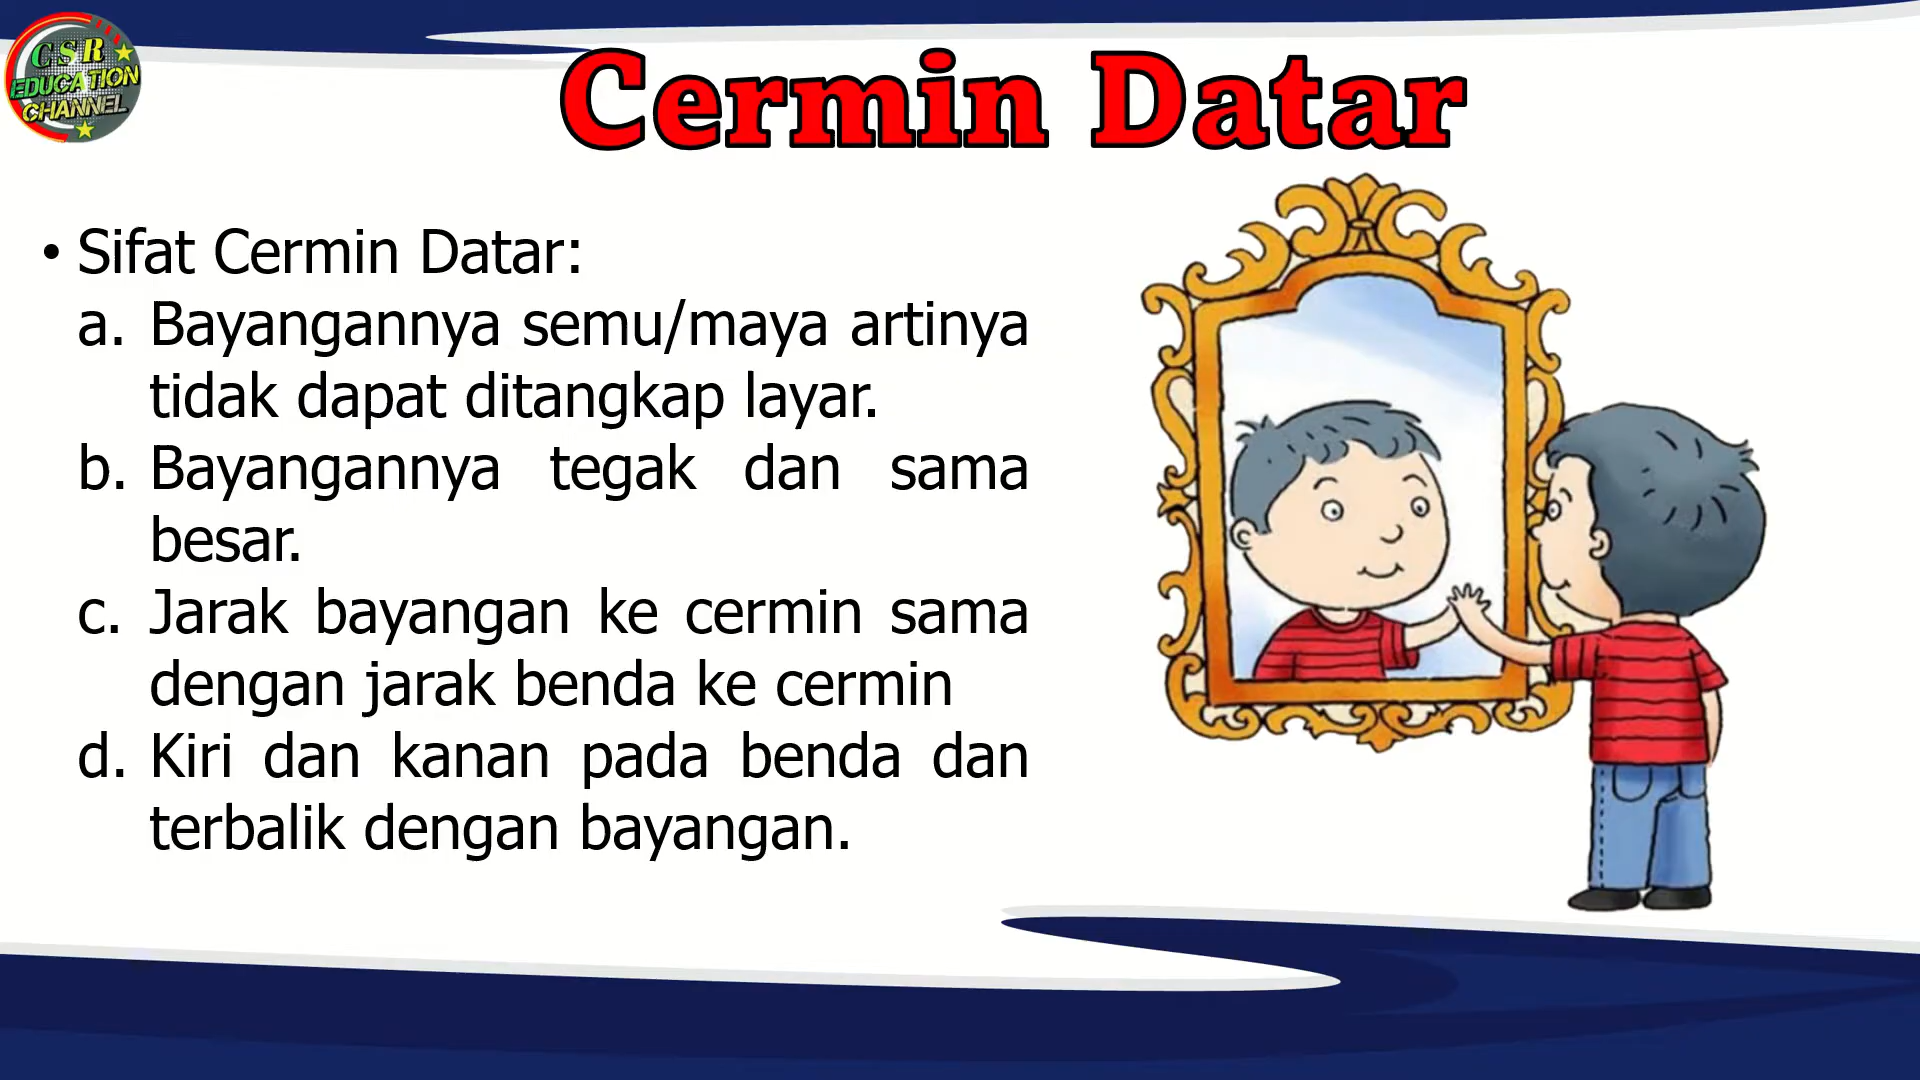 CSR
EDUCATION
CHANNEL
Cermin Datar
• Sifat Cermin Datar:
a. Bayangannya semu/maya artinya
tidak dapat ditangkap layar.
b. Bayangannya tegak dan sama
besar.
c. Jarak bayangan ke cermin sama
dengan jarak benda ke cermin
d. Kiri dan kanan pada benda dan
terbalik dengan bayangan.